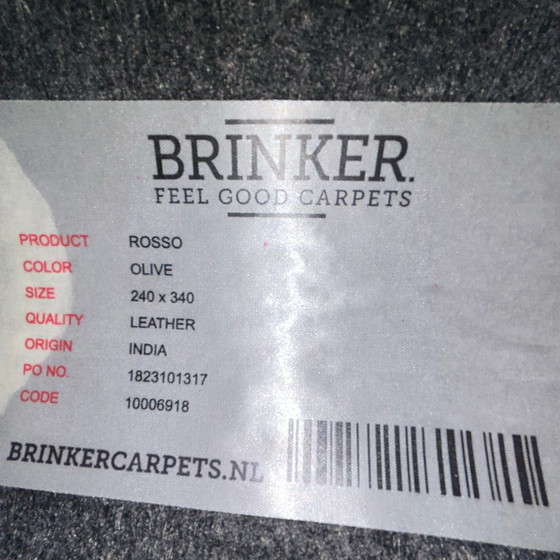 BRINKER.
FEEL GOOD CARPETS
PRODUCT ROSSO
COLOR OLIVE
SIZE 240 x 340
QUALITY LEATHER
ORIGIN INDIA
PO NO. 1823101317
CODE 10006918
BRINKERCARPETS.NL